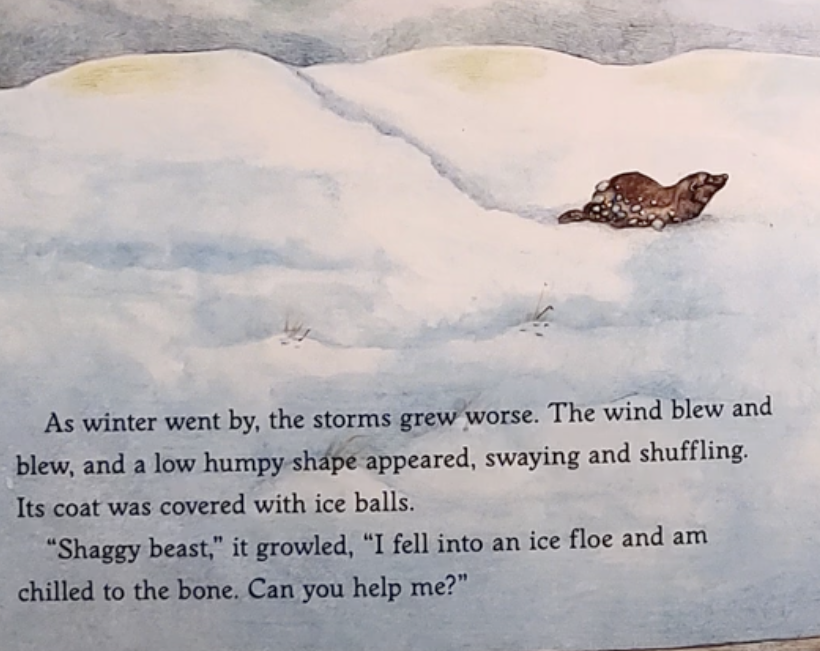 As winter went by, the storms grew worse. The wind blew and
blew, and a low humpy shape appeared, swaying and shuffling.
Its coat was covered with ice balls.
“Shaggy beast,” it growled, “I fell into an ice floe and am
chilled to the bone. Can you help me?”